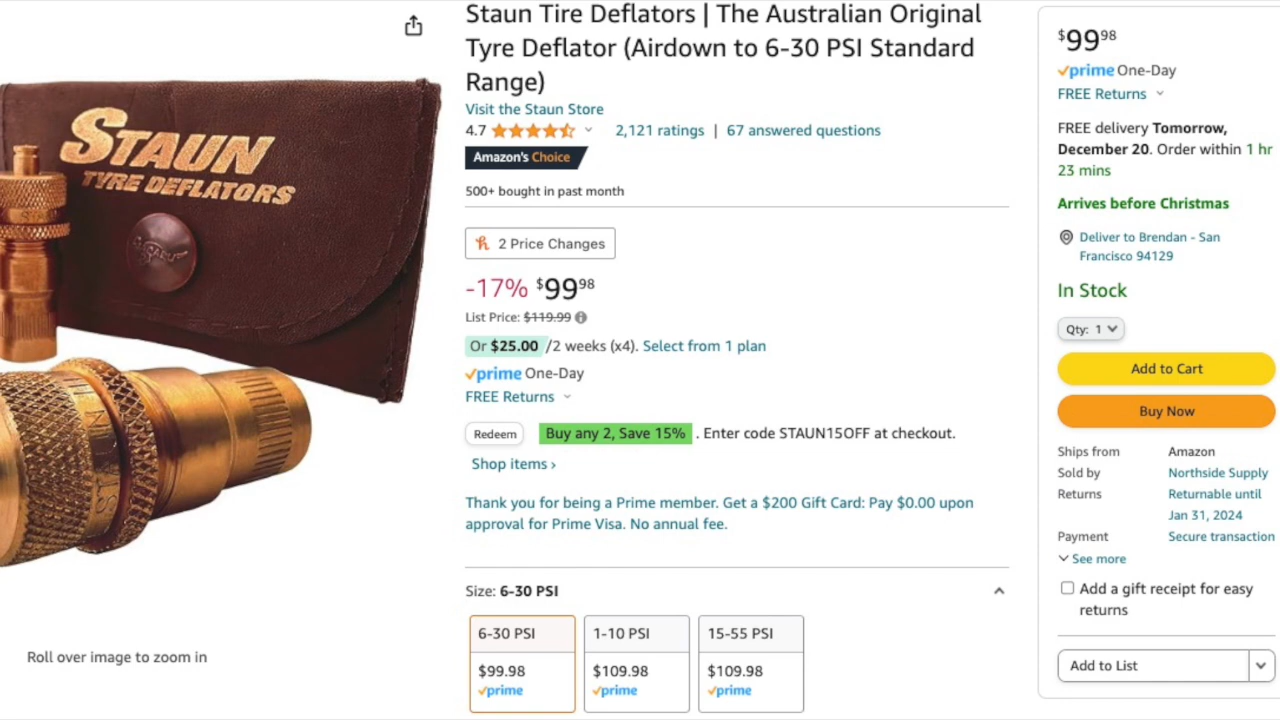 STAUN
TYRE DEFLATORS
Roll over image to zoom in
Staun Tire Deflators | The Australian Original
Tyre Deflator (Airdown to 6-30 PSI Standard
Range)
Visit the Staun Store
4.7
2,121 ratings | 67 answered questions
Amazon's Choice
500+ bought in past month
2 Price Changes
-17% $99⁹⁸
List Price: $119.99
Or $25.00 /2 weeks (x4). Select from 1 plan
prime One-Day
FREE Returns
Redeem Buy any 2, Save 15% . Enter code STAUN15OFF at checkout.
Shop items ›
Thank you for being a Prime member. Get a $200 Gift Card: Pay $0.00 upon
approval for Prime Visa. No annual fee.
Size: 6-30 PSI
6-30 PSI
$99.98
prime
1-10 PSI
$109.98
prime
15-55 PSI
$109.98
prime
$99⁹⁸
prime One-Day
FREE Returns
FREE delivery Tomorrow,
December 20. Order within 1 hr
23 mins
Arrives before Christmas
Deliver to Brendan - San
Francisco 94129
In Stock
Qty: 1
Add to Cart
Buy Now
Ships from Amazon
Sold by Northside Supply
Returns Returnable until
Jan 31, 2024
Payment Secure transaction
See more
Add a gift receipt for easy
returns
Add to List